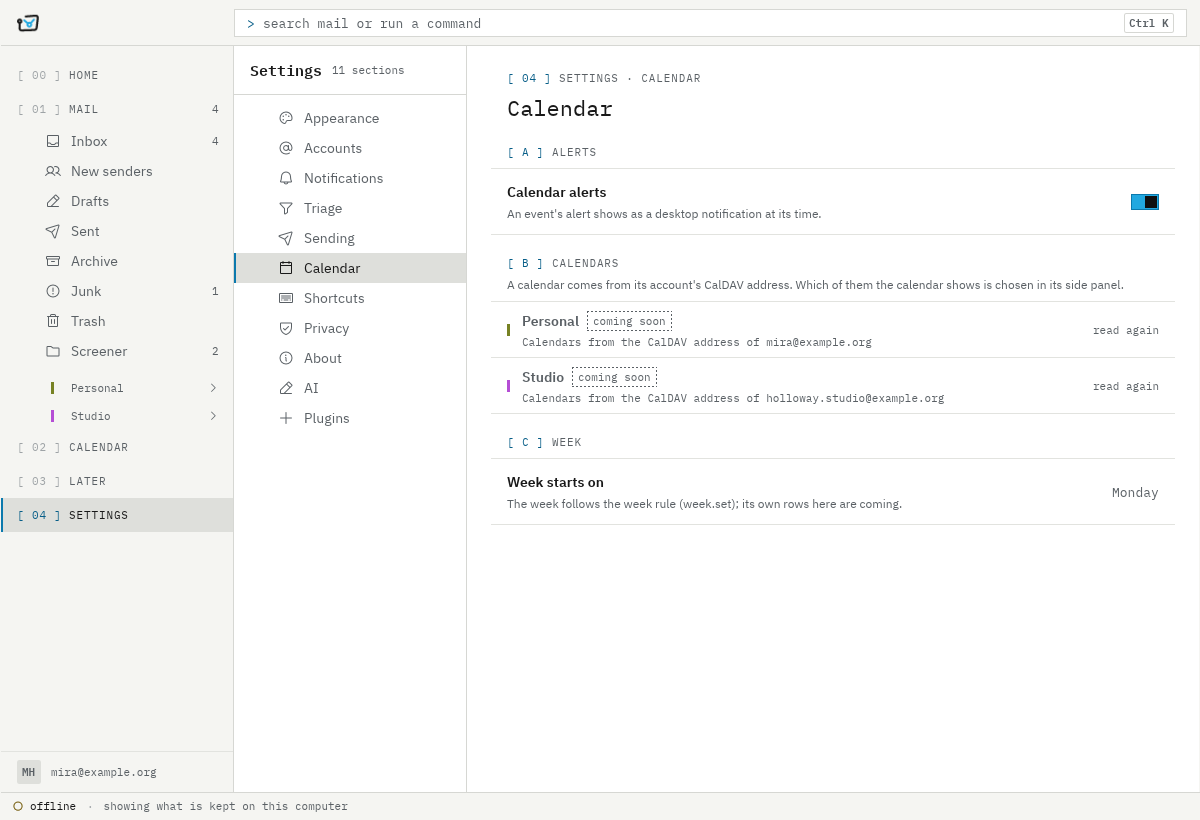 > search mail or run a command Ctrl K
[ 00 ] HOME
[ 01 ] MAIL 4
Inbox 4
New senders
Drafts
Sent
Archive
Junk 1
Trash
Screener 2
Personal
Studio
[ 02 ] CALENDAR
[ 03 ] LATER
[ 04 ] SETTINGS
MH mira@example.org
Settings 11 sections
Appearance
Accounts
Notifications
Triage
Sending
Calendar
Shortcuts
Privacy
About
AI
Plugins
[ 04 ] SETTINGS · CALENDAR
Calendar
[ A ] ALERTS
Calendar alerts
An event's alert shows as a desktop notification at its time.
[ B ] CALENDARS
A calendar comes from its account's CalDAV address. Which of them the calendar shows is chosen in its side panel.
Personal coming soon
Calendars from the CalDAV address of mira@example.org
read again
Studio coming soon
Calendars from the CalDAV address of holloway.studio@example.org
read again
[ C ] WEEK
Week starts on
The week follows the week rule (week.set); its own rows here are coming.
Monday
offline · showing what is kept on this computer